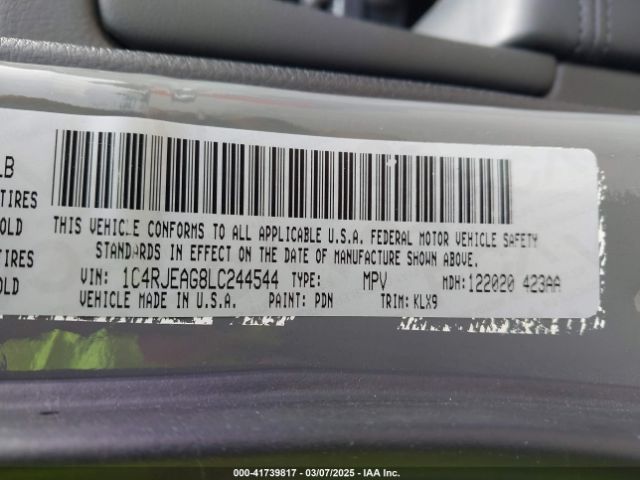 LB
TIRES
OLD
TIRES
OLD
THIS VEHICLE CONFORMS TO ALL APPLICABLE U.S.A. FEDERAL MOTOR VEHICLE SAFETY
STANDARDS IN EFFECT ON THE DATE OF MANUFACTURE SHOWN ABOVE.
VIN: 1C4RJEAG8LC244544 TYPE: MPV MDH:122020 423AA
VEHICLE MADE IN U.S.A. PAINT: PDN TRIM: KLX9
000-41739817 - 03/07/2025 - IAA Inc.